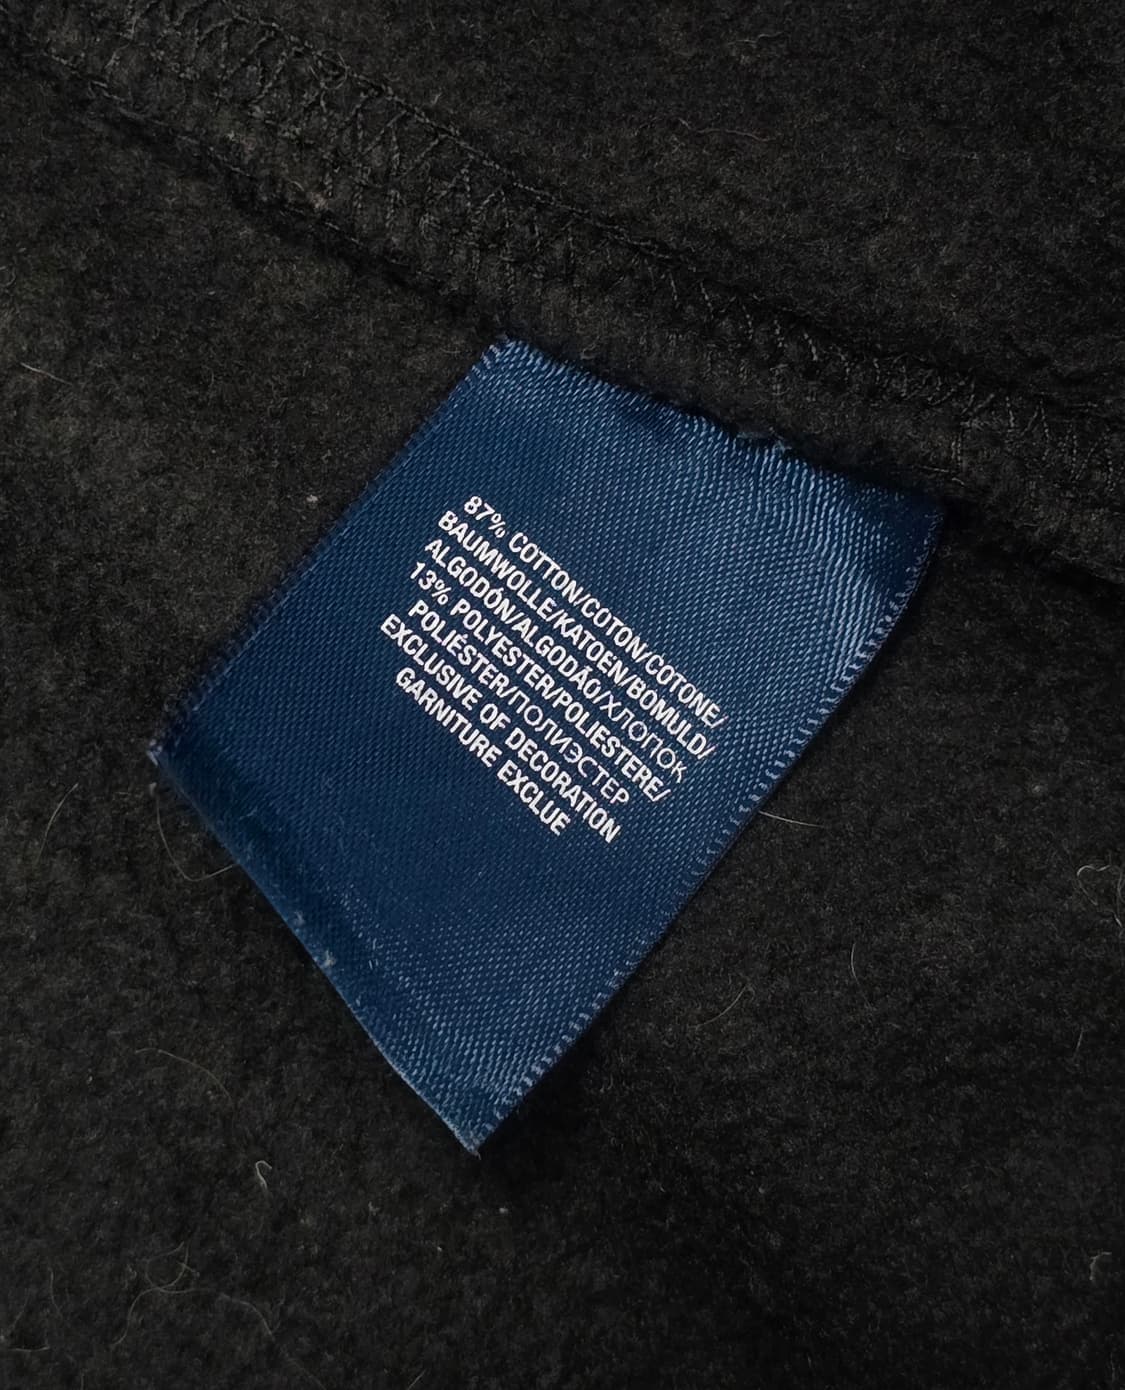 87% COTTON/COTON/COTONE/
BAUMWOLLE/KATOEN/BOMULD/
ALGODÓN/ALGODÁO/ХЛОПОК
13% POLYESTER/POLIESTERE/
POLIÉSTER/ПОЛИЭСТЕР
EXCLUSIVE OF DECORATION
GARNITURE EXCLUE